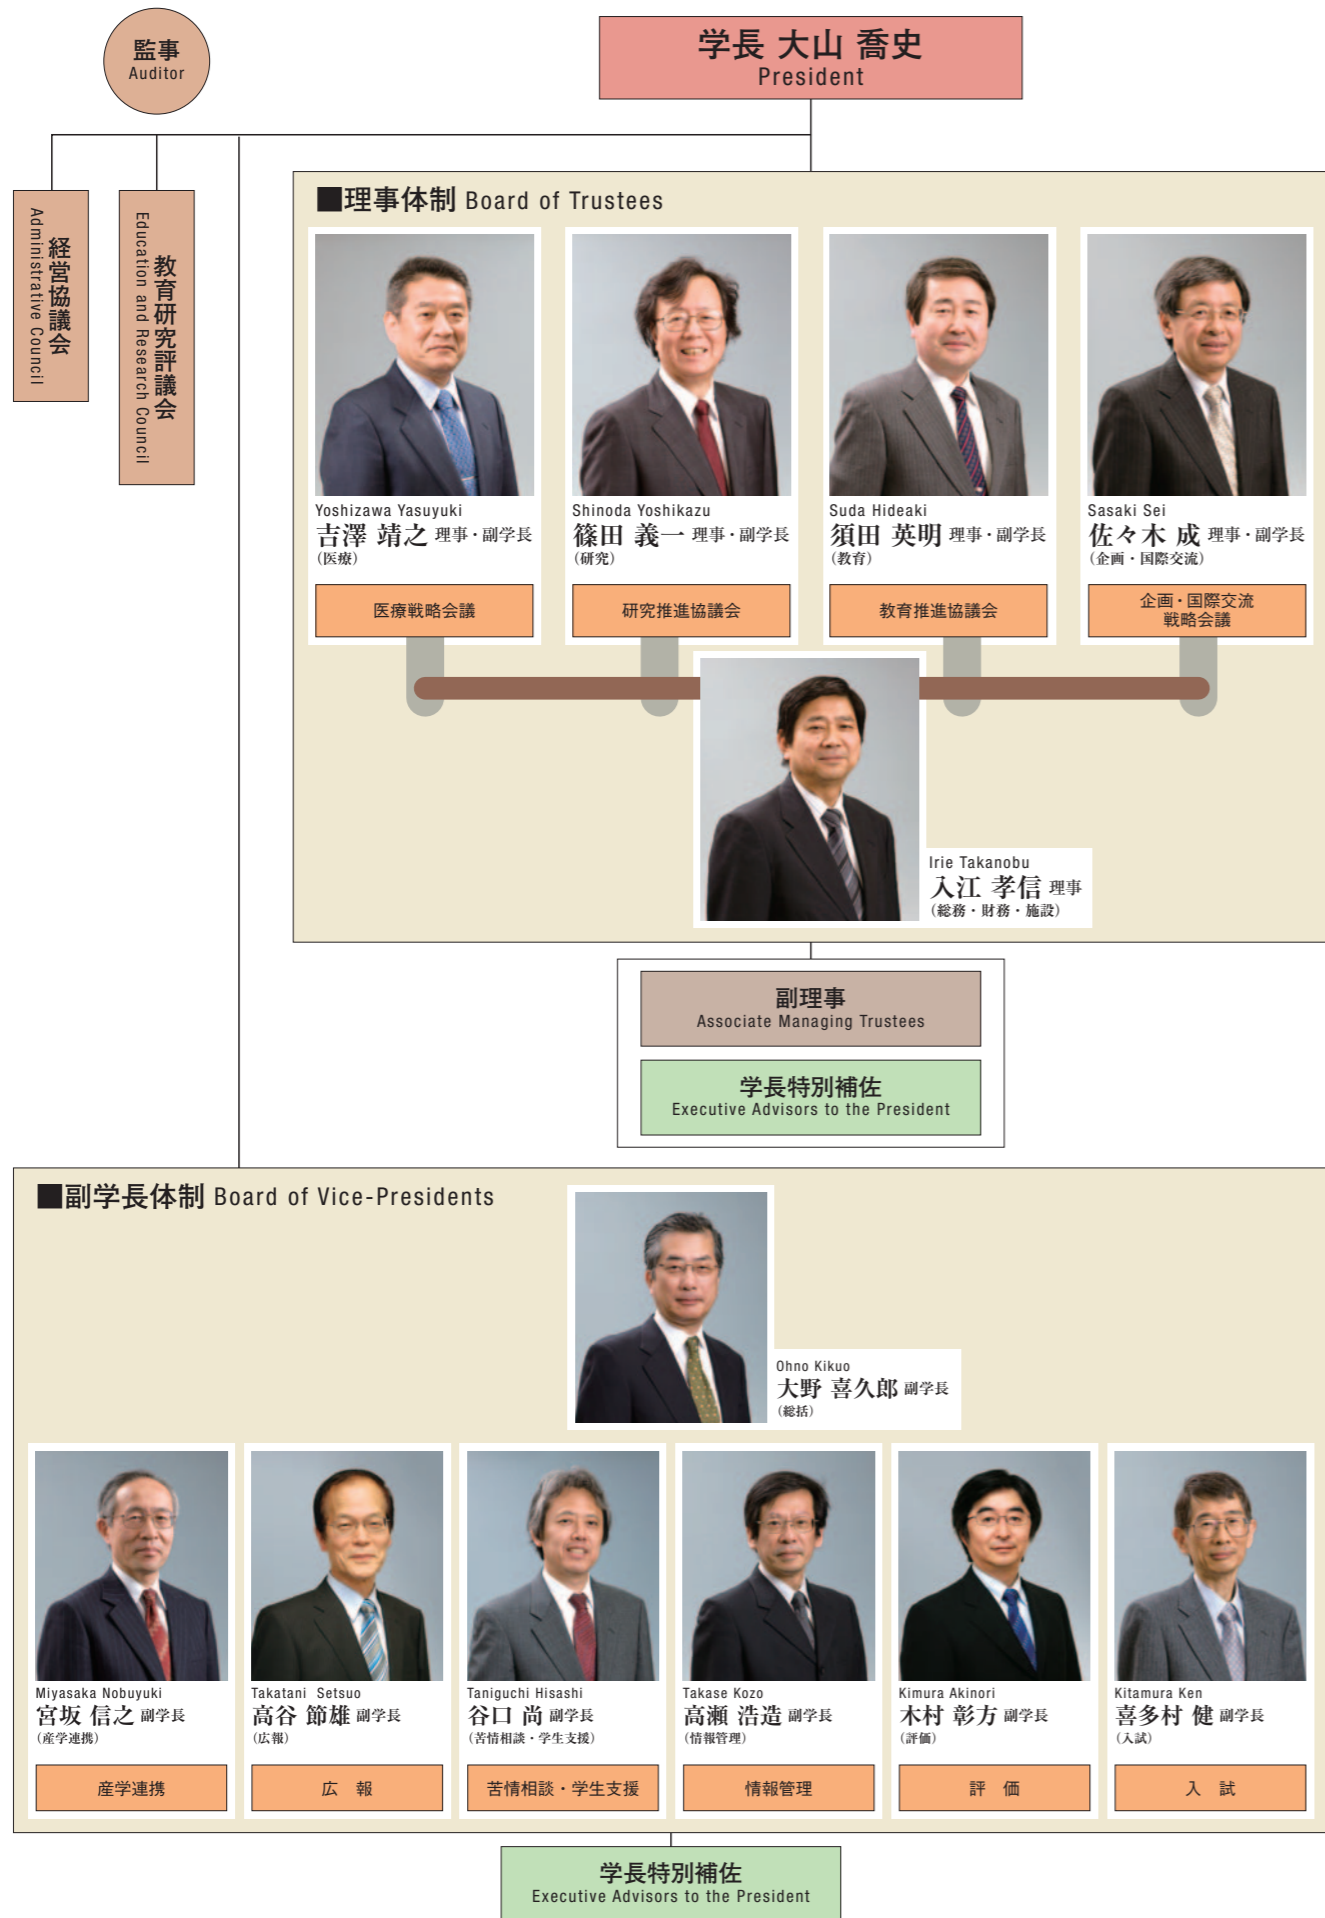 監事
Auditor
学長 大山 喬史
President
経営協議会
Administrative Council
教育研究評議会
Education and Research Council
■理事体制 Board of Trustees
Yoshizawa Yasuyuki
吉澤 靖之 理事・副学長
(医療)
医療戦略会議
Shinoda Yoshikazu
篠田 義一 理事・副学長
(研究)
研究推進協議会
Suda Hideaki
須田 英明 理事・副学長
(教育)
教育推進協議会
Sasaki Sei
佐々木 成 理事・副学長
(企画・国際交流)
企画・国際交流
戦略会議
Irie Takanobu
入江 孝信 理事
(総務・財務・施設)
副理事
Associate Managing Trustees
学長特別補佐
Executive Advisors to the President
■副学長体制 Board of Vice-Presidents
Ohno Kikuo
大野 喜久郎 副学長
(総括)
Miyasaka Nobuyuki
宮坂 信之 副学長
(産学連携)
産学連携
Takatani Setsuo
高谷 節雄 副学長
(広報)
広 報
Taniguchi Hisashi
谷口 尚 副学長
(苦情相談・学生支援)
苦情相談・学生支援
Takase Kozo
高瀬 浩造 副学長
(情報管理)
情報管理
Kimura Akinori
木村 彰方 副学長
(評価)
評 価
Kitamura Ken
喜多村 健 副学長
(入試)
入 試
学長特別補佐
Executive Advisors to the President